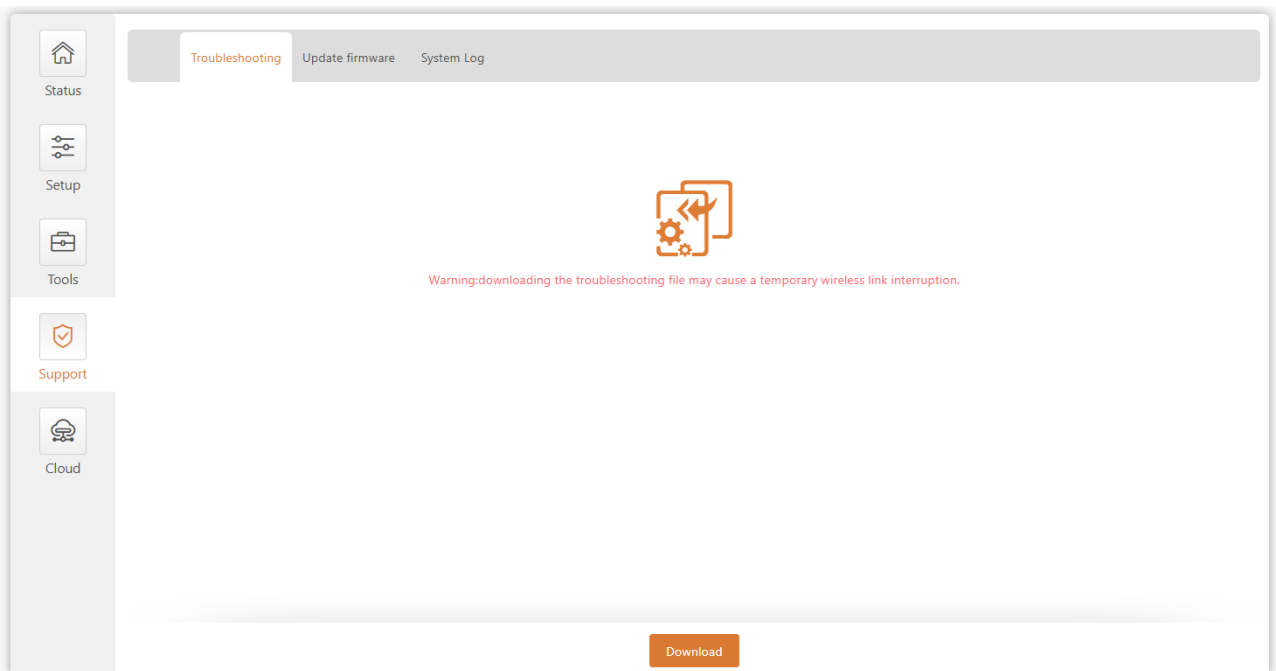 Status
Setup
Tools
Support
Cloud
Troubleshooting
Update firmware
System Log
Warning:downloading the troubleshooting file may cause a temporary wireless link interruption.
Download